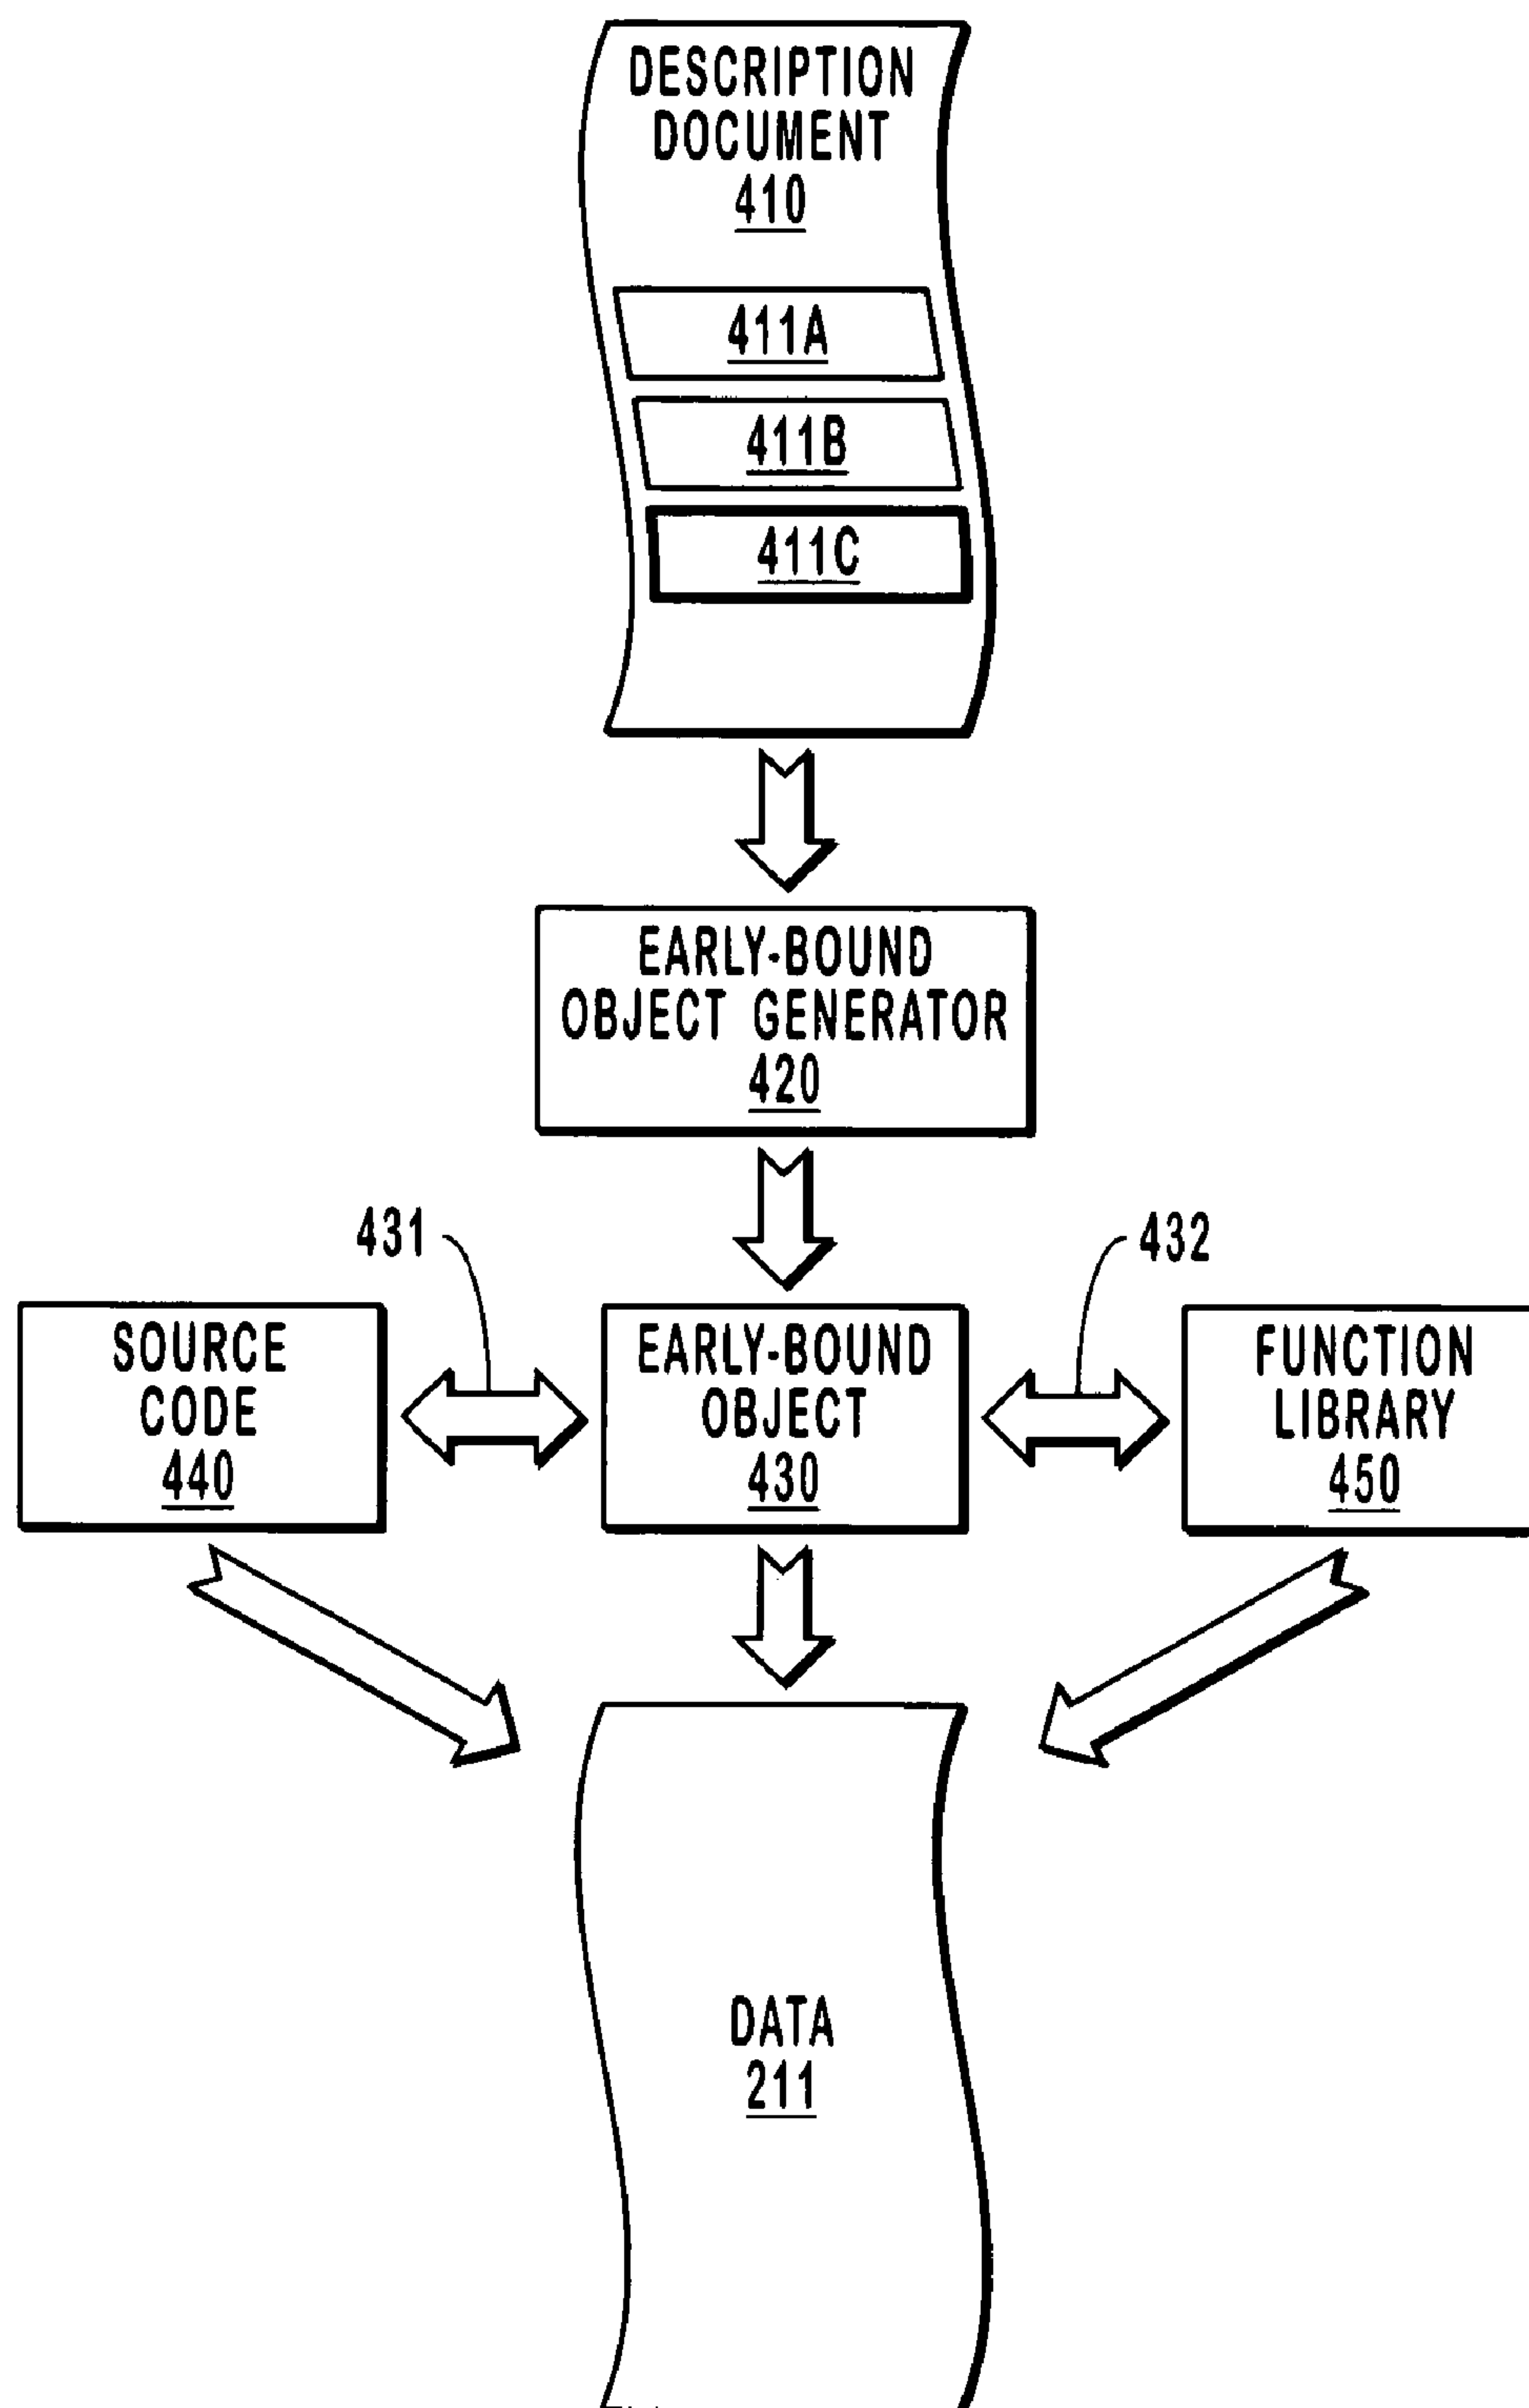 DESCRIPTION
DOCUMENT
410
411A
411B
411C
EARLY-BOUND
OBJECT GENERATOR
420
431
432
SOURCE
CODE
440
EARLY-BOUND
OBJECT
430
FUNCTION
LIBRARY
450
DATA
211